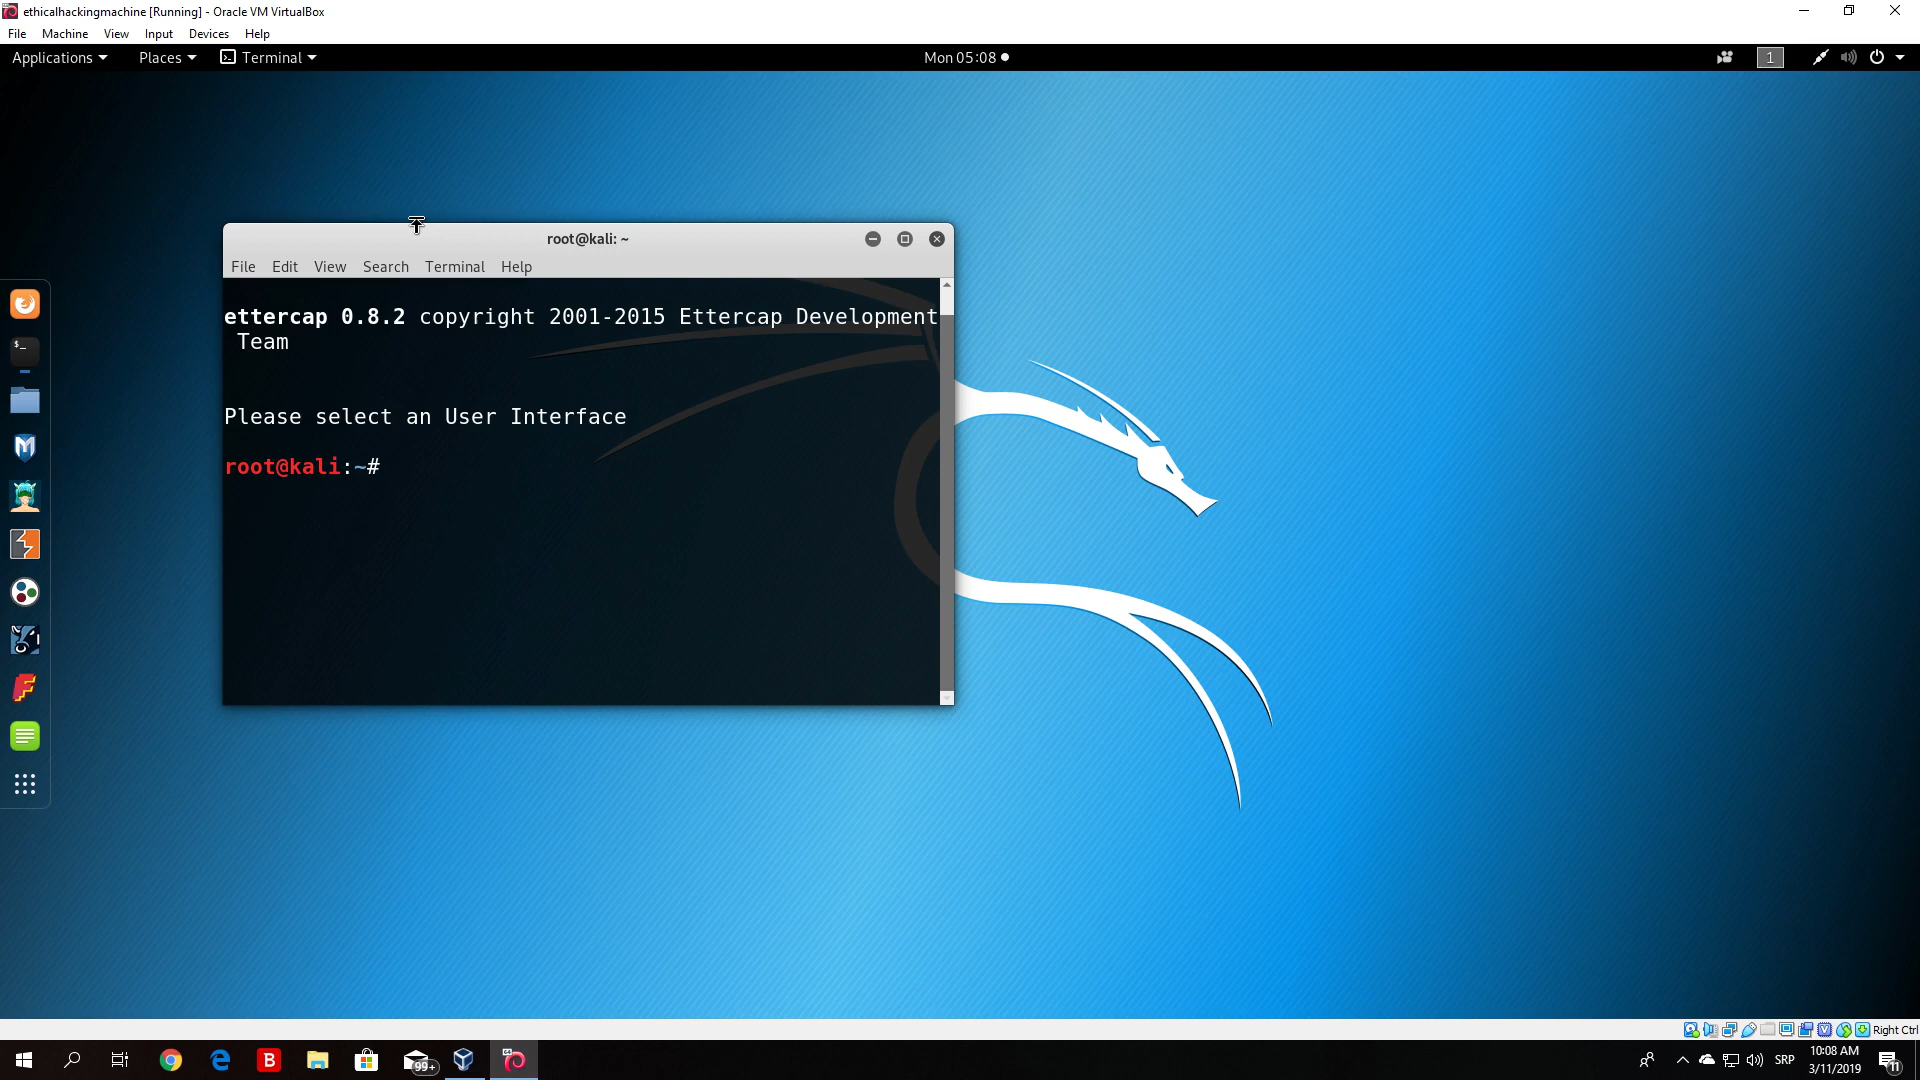 ethicalhackingmachine [Running] - Oracle VM VirtualBox
File Machine View Input Devices Help
Applications Places Terminal Mon 05:08 1
root@kali: ~
File Edit View Search Terminal Help
ettercap 0.8.2 copyright 2001-2015 Ettercap Development
Team
Please select an User Interface
root@kali:~#
Right Ctrl
99+
64
SRP
10:08 AM
3/11/2019
11